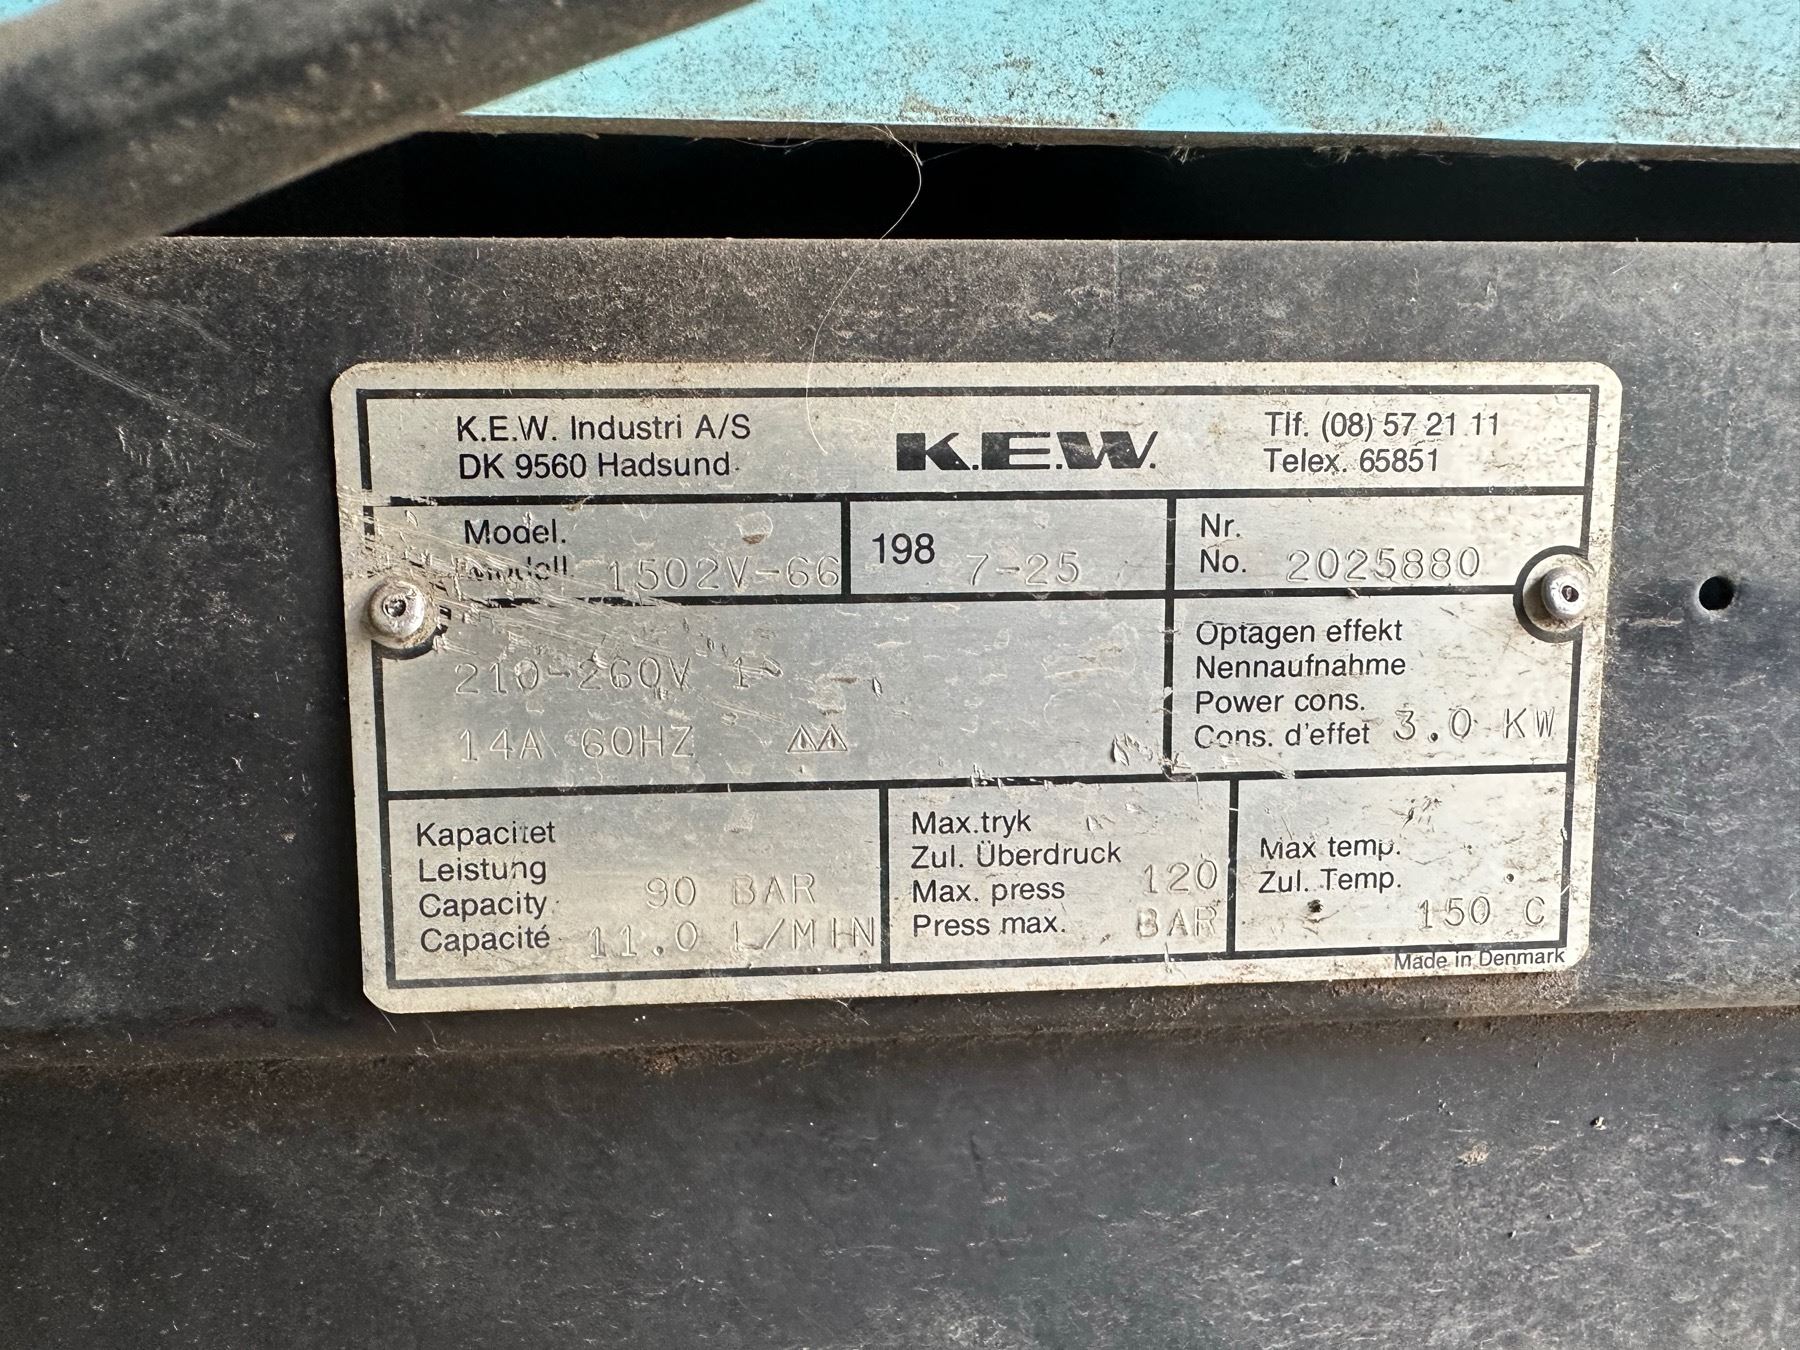 K.E.W. Industri A/S
DK 9560 Hadsund
K.E.W.
Tlf. (08) 57 21 11
Telex. 65851
Model.
Modell 1502V-66
198 7-25
Nr.
No. 2025880
210-260V 1
14A 60HZ
Optagen effekt
Nennaufnahme
Power cons.
Cons. d'effet 3.0 KW
Kapacitet
Leistung
Capacity 90 BAR
Capacité 11.0 L/MIN
Max.tryk
Zul. Überdruck
Max. press 120
Press max. BAR
Max temp.
Zul. Temp.
150 C
Made in Denmark